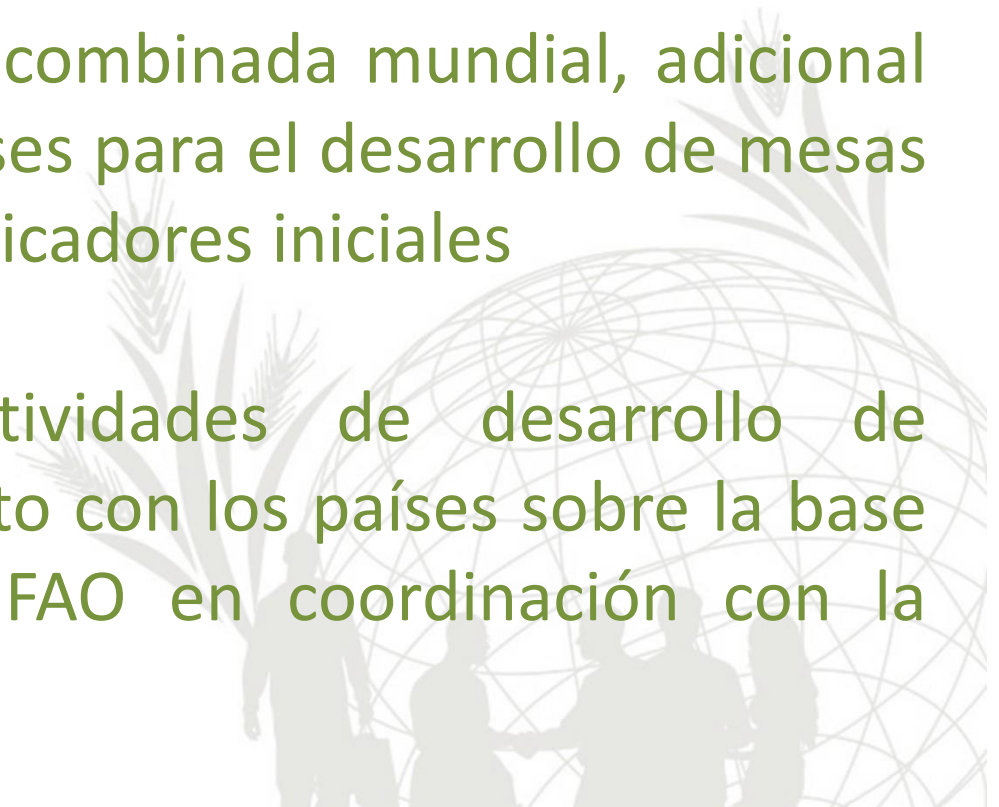 combinada mundial, adicional
ses para el desarrollo de mesas
icadores iniciales
tividades de desarrollo de
to con los países sobre la base
FAO en coordinación con la